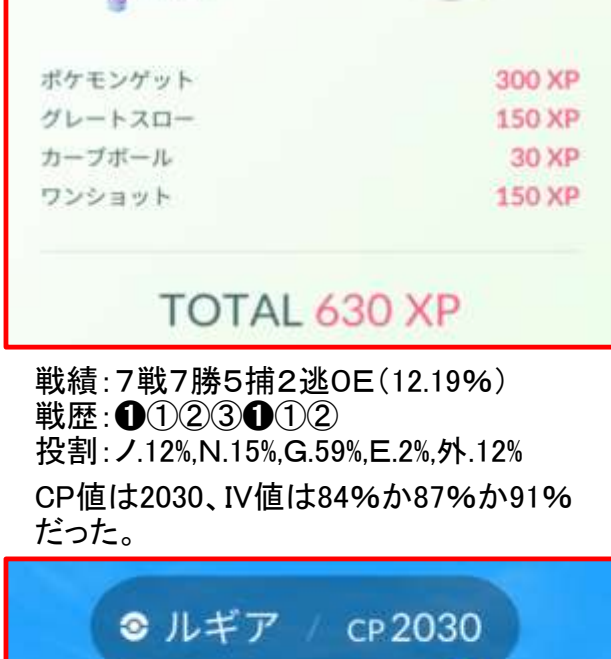 ポケモンゲット 300 XP
グレートスロー 150 XP
カーブボール 30 XP
ワンショット 150 XP
TOTAL 630 XP
戦績:7戦7勝5捕2逃0E(12.19%)
戦歴:❶①②③❶①②
投割:ノ.12%,N.15%,G.59%,E.2%,外.12%
CP値は2030、IV値は84%か87%か91%
だった。
ルギア / CP 2030